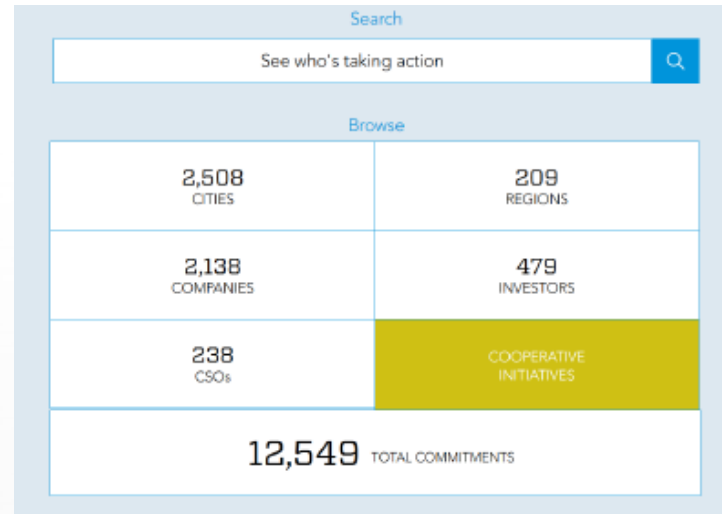 Search
See who's taking action
Browse
2,508
CITIES
209
REGIONS
2,138
COMPANIES
479
INVESTORS
238
CSOs
COOPERATIVE
INITIATIVES
12,549 TOTAL COMMITMENTS